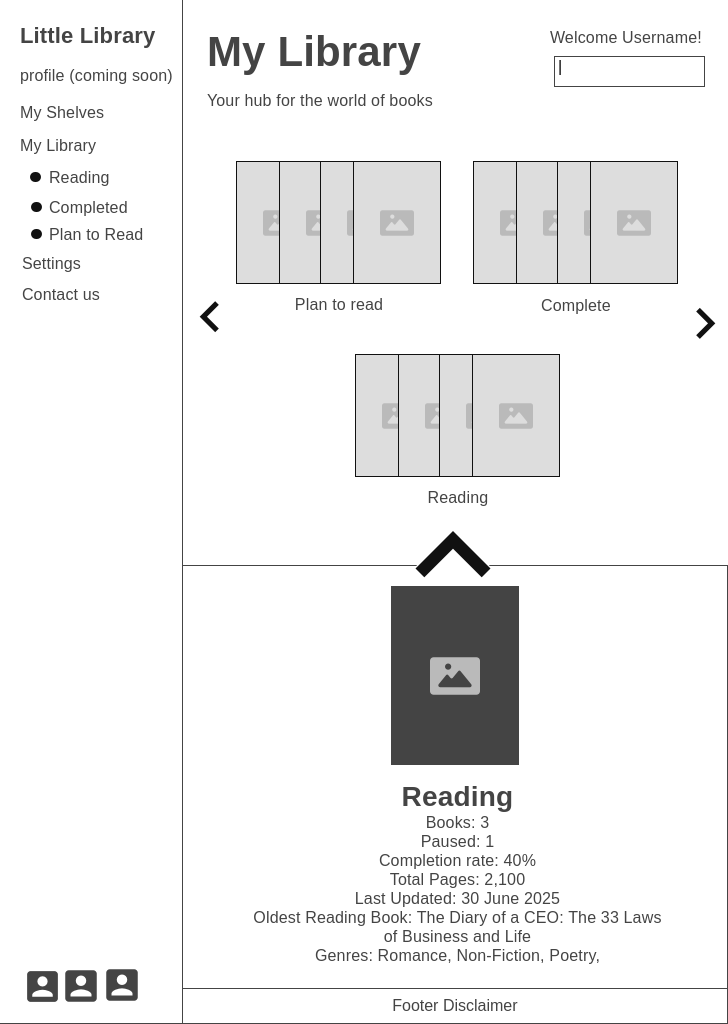 Little Library
profile (coming soon)
My Shelves
My Library
Reading
Completed
Plan to Read
Settings
Contact us
My Library
Your hub for the world of books
Welcome Username!
Plan to read
Complete
Reading
Reading
Books: 3
Paused: 1
Completion rate: 40%
Total Pages: 2,100
Last Updated: 30 June 2025
Oldest Reading Book: The Diary of a CEO: The 33 Laws
of Business and Life
Genres: Romance, Non-Fiction, Poetry,
Footer Disclaimer